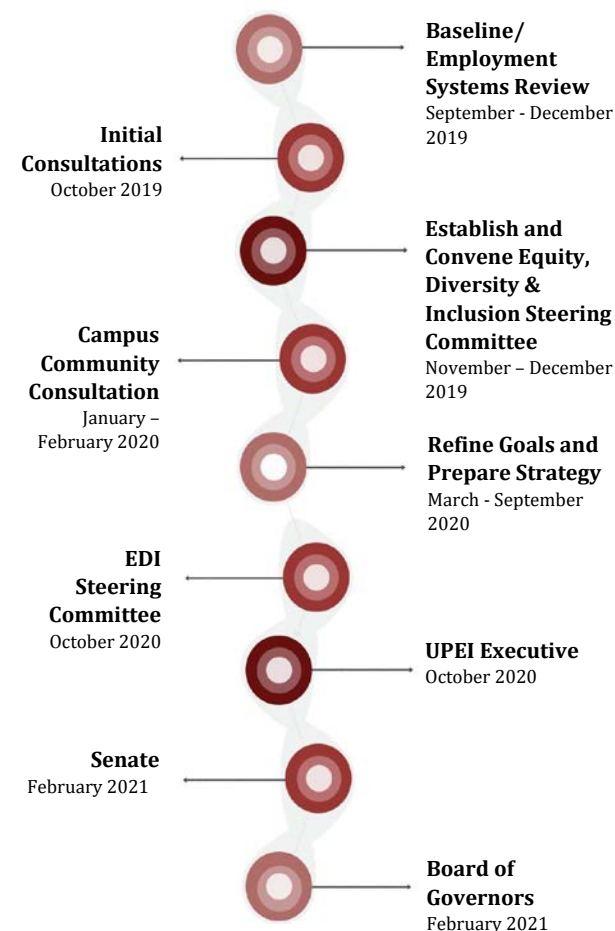 Baseline/
Employment
Systems Review
September - December
2019
Initial
Consultations
October 2019
Establish and
Convene Equity,
Diversity &
Inclusion Steering
Committee
November – December
2019
Campus
Community
Consultation
January –
February 2020
Refine Goals and
Prepare Strategy
March - September
2020
EDI
Steering
Committee
October 2020
UPEI Executive
October 2020
Senate
February 2021
Board of
Governors
February 2021